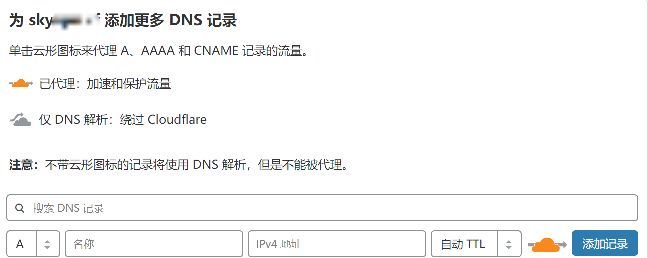 为 sky 添加更多 DNS 记录
单击云形图标来代理 A、AAAA 和 CNAME 记录的流量。
已代理：加速和保护流量
仅 DNS 解析：绕过 Cloudflare
注意：不带云形图标的记录将使用 DNS 解析，但是不能被代理。
搜索 DNS 记录
A 名称 IPv4 地址 自动 TTL 添加记录